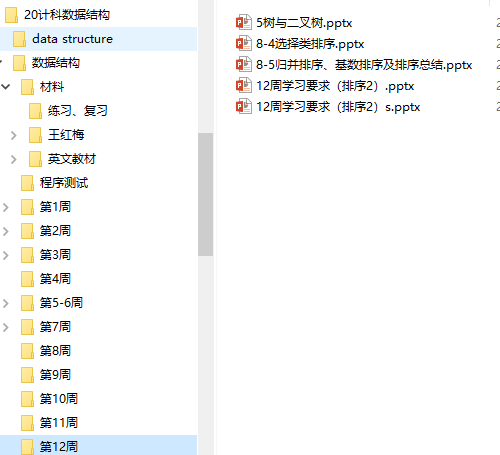 20计科数据结构
data structure
数据结构
材料
练习、复习
王红梅
英文教材
程序测试
第1周
第2周
第3周
第4周
第5-6周
第7周
第8周
第9周
第10周
第11周
第12周
5树与二叉树.pptx
8-4选择类排序.pptx
8-5归并排序、基数排序及排序总结.pptx
12周学习要求（排序2）.pptx
12周学习要求（排序2）s.pptx